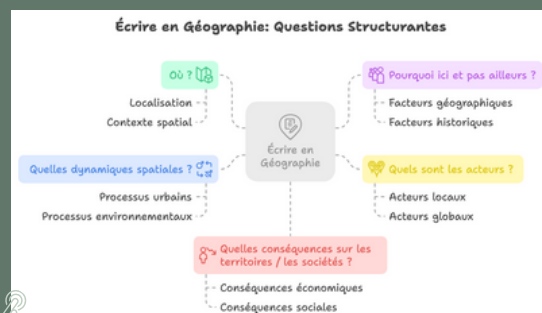 Écrire en Géographie: Questions Structurantes
Où ?
Localisation
Contexte spatial
Pourquoi ici et pas ailleurs ?
Facteurs géographiques
Facteurs historiques
Écrire en
Géographie
Quelles dynamiques spatiales ?
Processus urbains
Processus environnementaux
Quels sont les acteurs ?
Acteurs locaux
Acteurs globaux
Quelles conséquences sur les
territoires / les sociétés ?
Conséquences économiques
Conséquences sociales